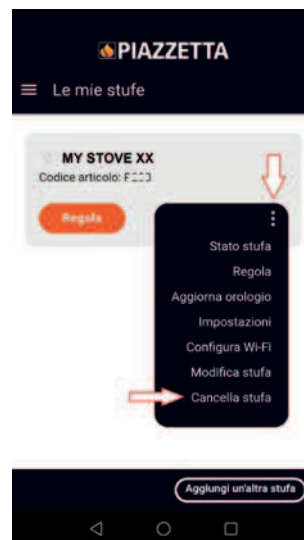 PIAZZETTA
Le mie stufe
MY STOVE XX
Codice articolo:
Regola
Stato stufa
Regola
Aggiorna orologio
Impostazioni
Configura Wi-Fi
Modifica stufa
Cancella stufa
Aggiungi un'altra stufa